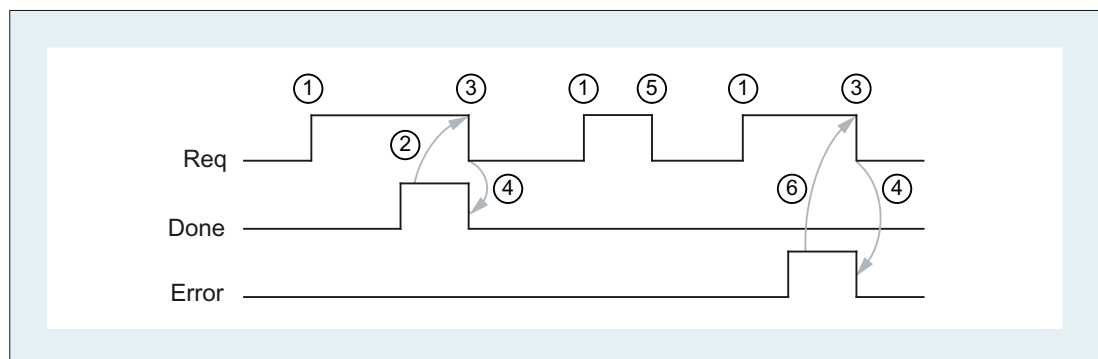 ① ③ ① ⑤ ① ③
Req
②
④
⑥
④
Done
Error